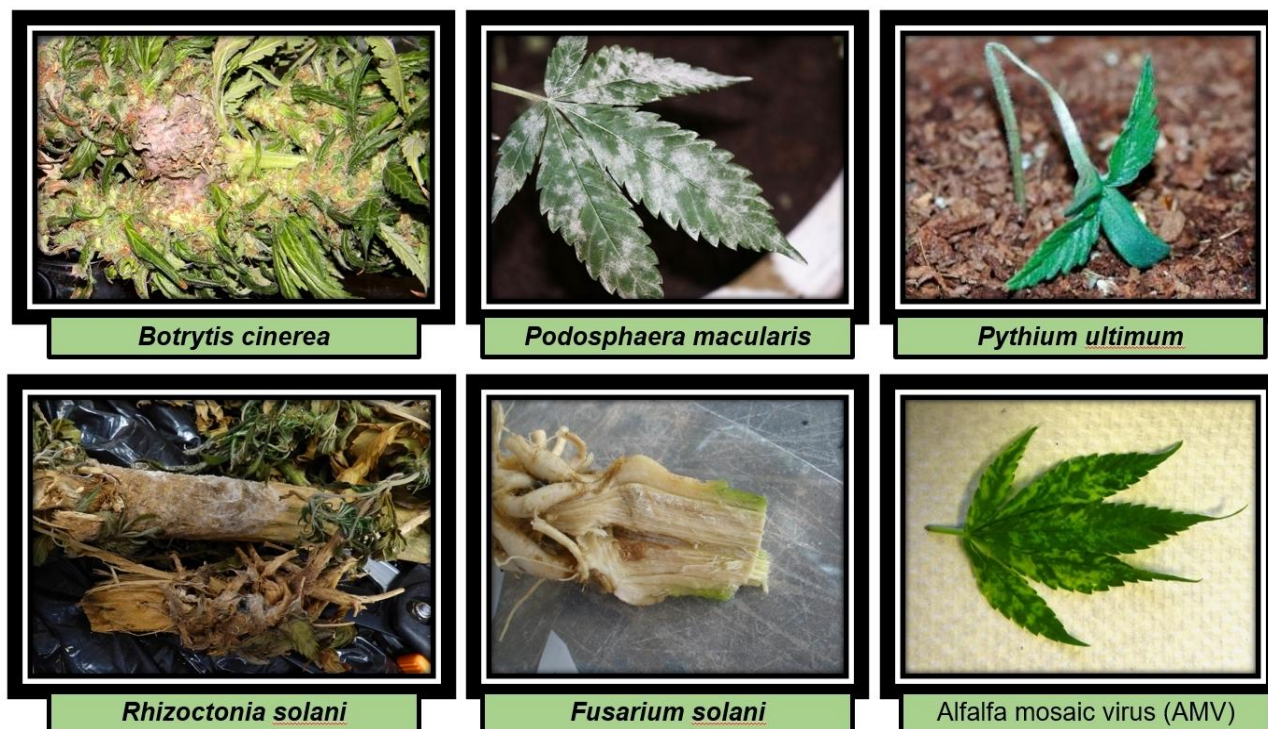 Botrytis cinerea
Podosphaera macularis
Pythium ultimum
Rhizoctonia solani
Fusarium solani
Alfalfa mosaic virus (AMV)